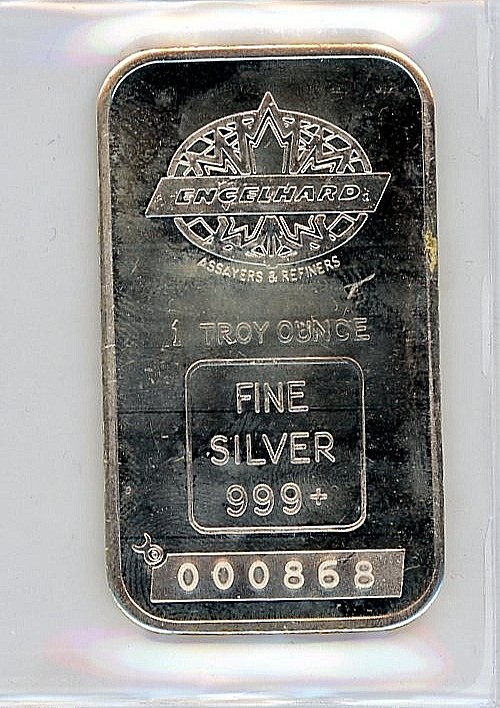 ENGELHARD
ASSAYERS & REFINERS
1 TROY OUNCE
FINE
SILVER
999+
000868